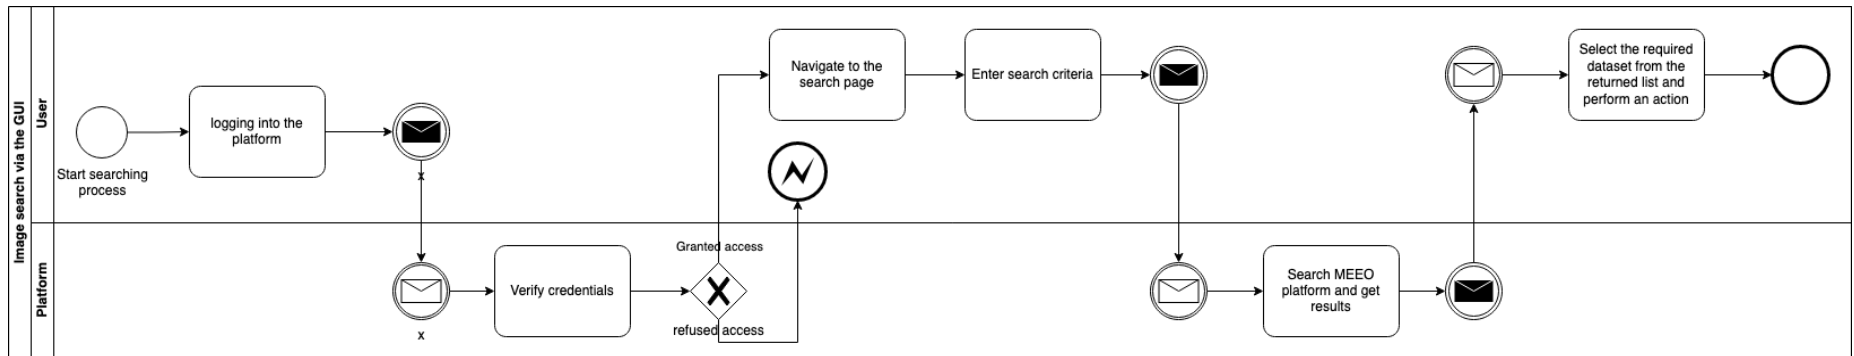 Image search via the GUI
User
Platform
Start searching
process
logging into the
platform
x
x
Verify credentials
Granted access
refused access
Navigate to the
search page
Enter search criteria
Search MEEO
platform and get
results
Select the required
dataset from the
returned list and
perform an action